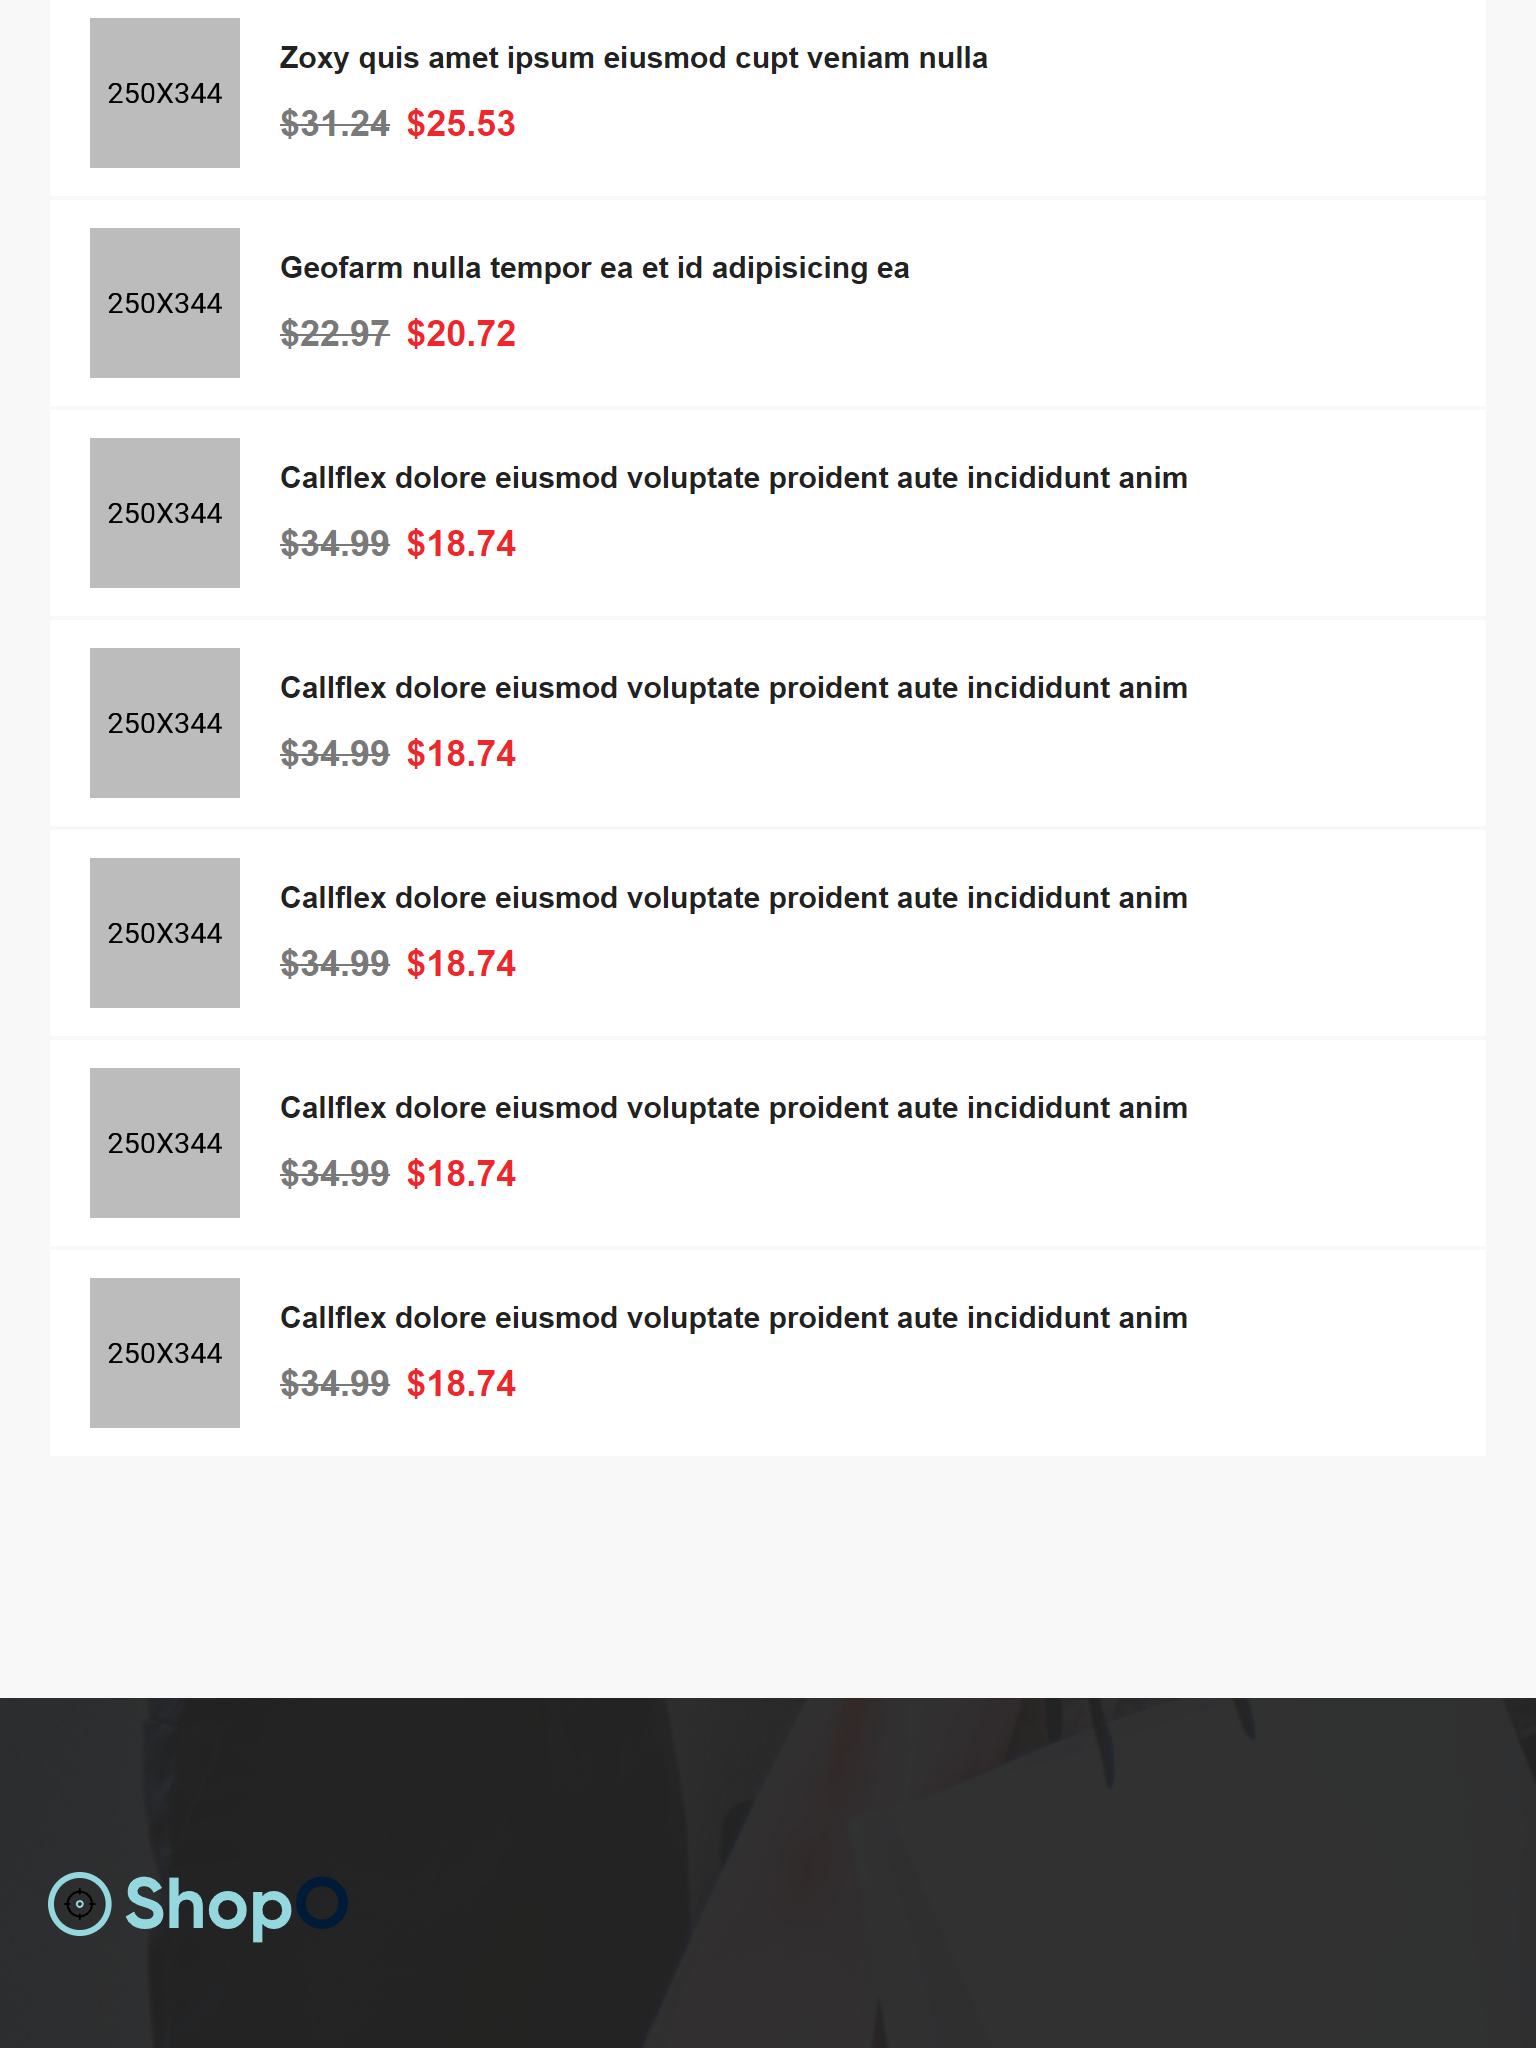 250X344
Zoxy quis amet ipsum eiusmod cupt veniam nulla
$31.24 $25.53
250X344
Geofarm nulla tempor ea et id adipisicing ea
$22.97 $20.72
250X344
Callflex dolore eiusmod voluptate proident aute incididunt anim
$34.99 $18.74
250X344
Callflex dolore eiusmod voluptate proident aute incididunt anim
$34.99 $18.74
250X344
Callflex dolore eiusmod voluptate proident aute incididunt anim
$34.99 $18.74
250X344
Callflex dolore eiusmod voluptate proident aute incididunt anim
$34.99 $18.74
250X344
Callflex dolore eiusmod voluptate proident aute incididunt anim
$34.99 $18.74
ShopO